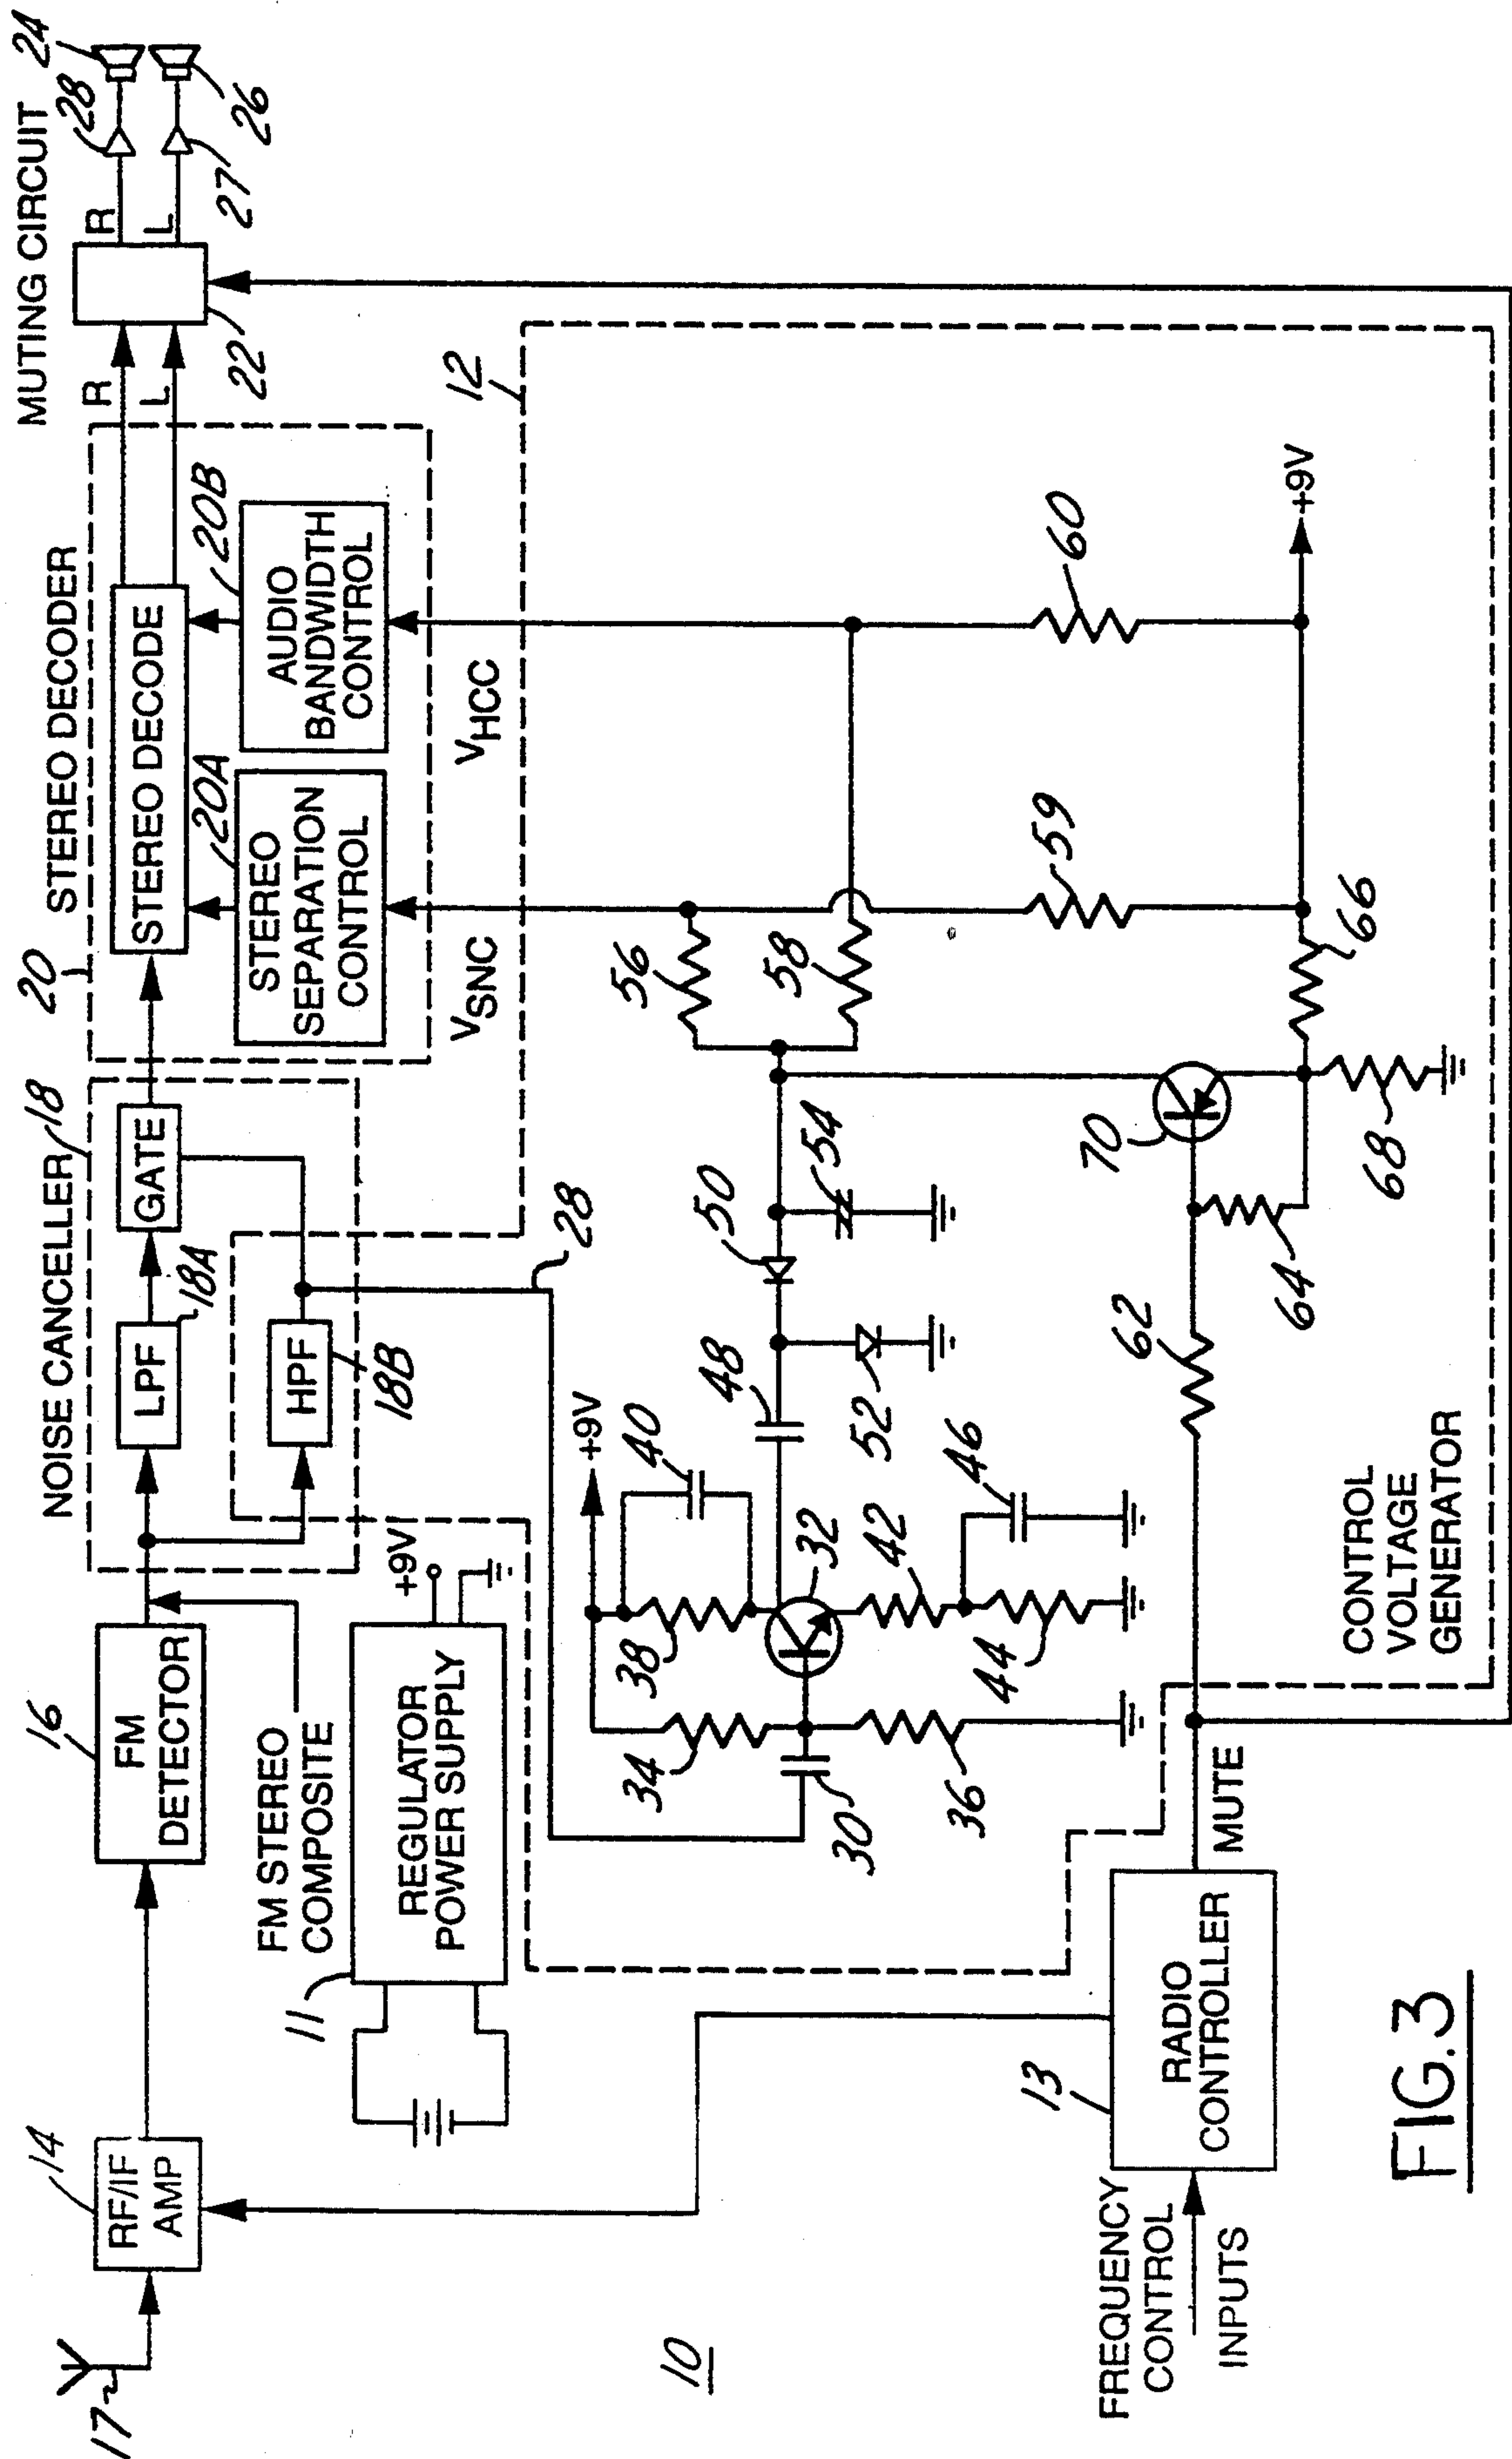 17
14
RF/IF
AMP
16
FM
DETECTOR
FM STEREO
COMPOSITE
NOISE CANCELLER
18
LPF
18A
GATE
HPF
18B
20
STEREO DECODER
STEREO DECODE
20A
20B
STEREO
SEPARATION
CONTROL
AUDIO
BANDWIDTH
CONTROL
VSNC
VHCC
MUTING CIRCUIT
R
L
22
R
L
28
24
27
26
11
REGULATOR
POWER SUPPLY
+9V
12
28
+9V
34
38
40
32
30
36
42
44
46
48
50
52
54
56
58
59
60
+9V
62
64
66
68
70
10
FREQUENCY
CONTROL
INPUTS
13
RADIO
CONTROLLER
MUTE
CONTROL
VOLTAGE
GENERATOR
FIG.3